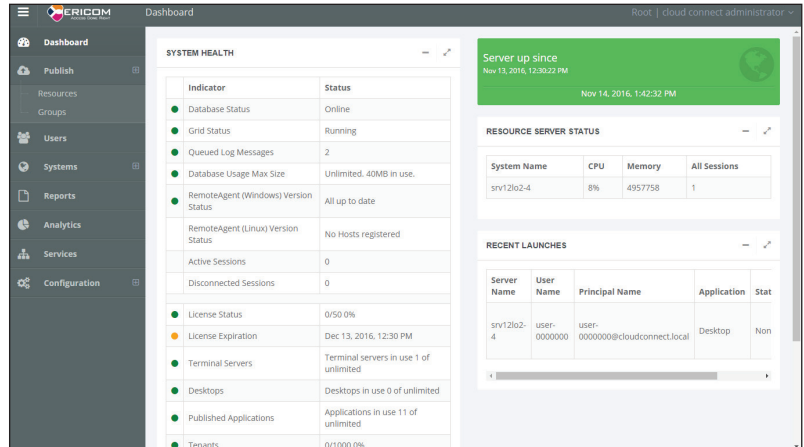 ERICOM
Dashboard
Root | cloud connect administrator
Dashboard
Publish
Resources
Groups
Users
Systems
Reports
Analytics
Services
Configuration
SYSTEM HEALTH
Indicator Status
Database Status Online
Grid Status Running
Queued Log Messages 2
Database Usage Max Size Unlimited. 40MB in use.
RemoteAgent (Windows) Version
Status
All up to date
RemoteAgent (Linux) Version
Status
No Hosts registered
Active Sessions 0
Disconnected Sessions 0
License Status 0/50 0%
License Expiration Dec 13, 2016, 12:30 PM
Terminal Servers
Terminal servers in use 1 of
unlimited
Desktops Desktops in use 0 of unlimited
Published Applications
Applications in use 11 of
unlimited
Tenants 0/1000 0%
Server up since
Nov 13, 2016, 12:30:22 PM
Nov 14, 2016, 1:42:32 PM
RESOURCE SERVER STATUS
System Name CPU Memory All Sessions
srv12lo2-4 8% 4957758 1
RECENT LAUNCHES
Server
Name
User
Name
Principal Name
Application
Stat
srv12lo2-
4
user-
0000000
user-
0000000@cloudconnect.local
Desktop
Non